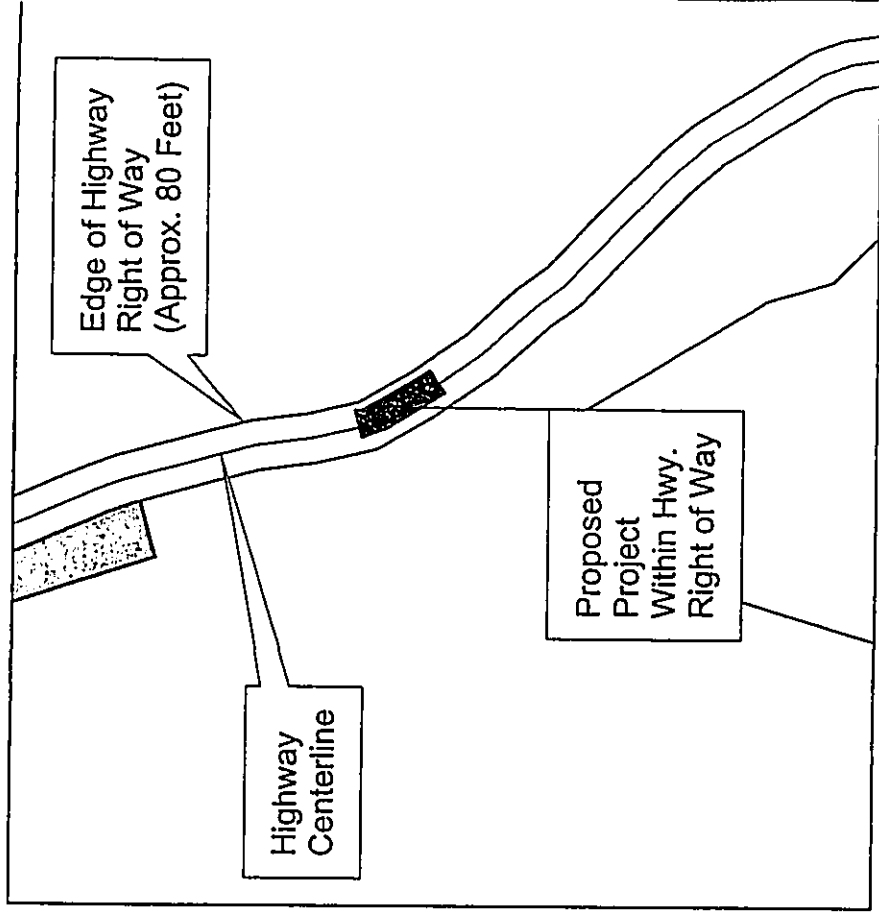 Edge of Highway
Right of Way
(Approx. 80 Feet)
Highway
Centerline
Proposed
Project
Within Hwy.
Right of Way